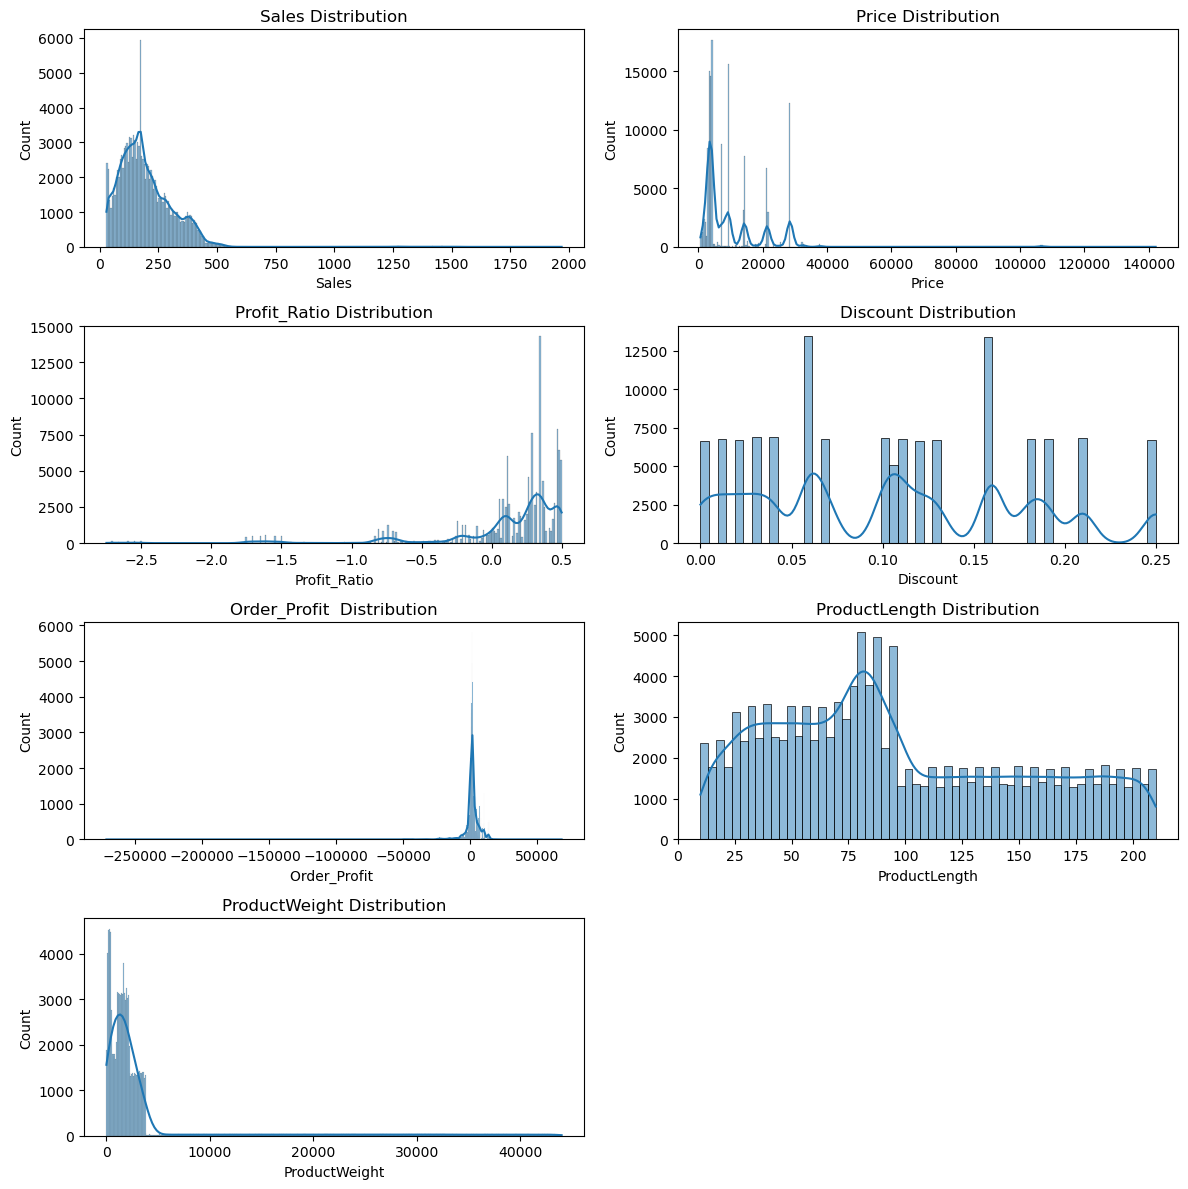 Sales Distribution
6000
5000
4000
3000
2000
1000
0
Count
0 250 500 750 1000 1250 1500 1750 2000
Sales
Price Distribution
15000
10000
5000
0
Count
0 20000 40000 60000 80000 100000 120000 140000
Price
Profit_Ratio Distribution
15000
12500
10000
7500
5000
2500
0
Count
−2.5 −2.0 −1.5 −1.0 −0.5 0.0 0.5
Profit_Ratio
Discount Distribution
12500
10000
7500
5000
2500
0
Count
0.00 0.05 0.10 0.15 0.20 0.25
Discount
Order_Profit  Distribution
6000
5000
4000
3000
2000
1000
0
Count
−250000 −200000 −150000 −100000 −50000 0 50000
Order_Profit
ProductLength Distribution
5000
4000
3000
2000
1000
0
Count
0 25 50 75 100 125 150 175 200
ProductLength
ProductWeight Distribution
4000
3000
2000
1000
0
Count
0 10000 20000 30000 40000
ProductWeight